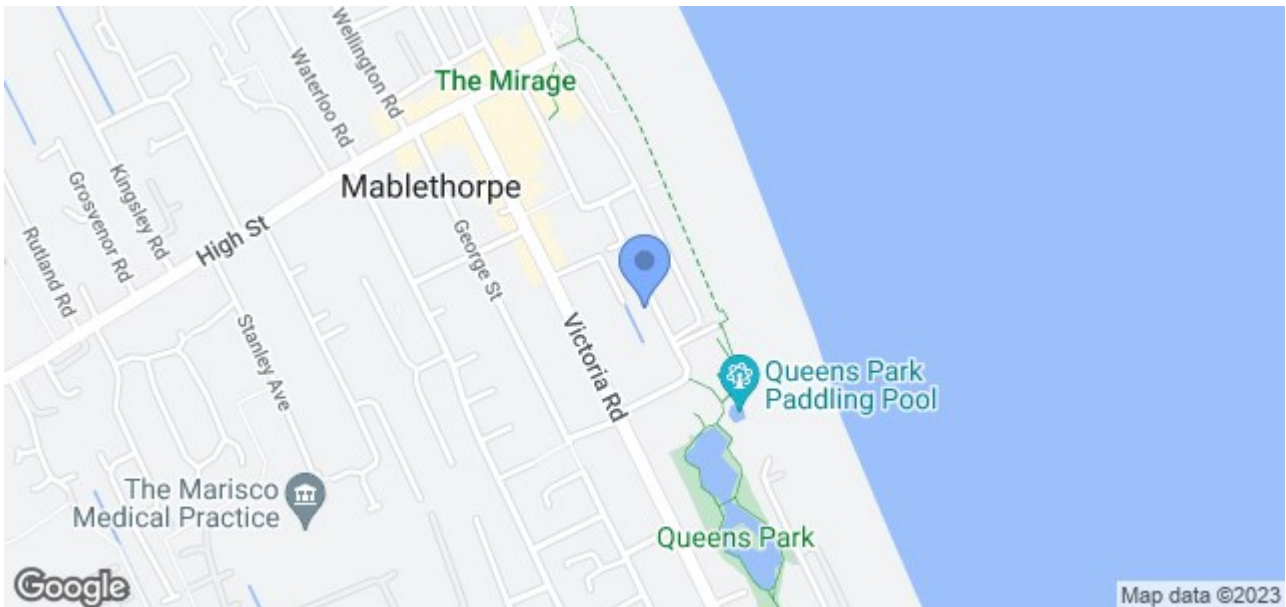 Wellington Rd
The Mirage
Waterloo Rd
Mablethorpe
Kingsley Rd
Grosvenor Rd
High St
George St
Rutland Rd
Stanley Ave
Victoria Rd
Queens Park
Paddling Pool
The Marisco
Medical Practice
Queens Park
Google
Map data ©2023